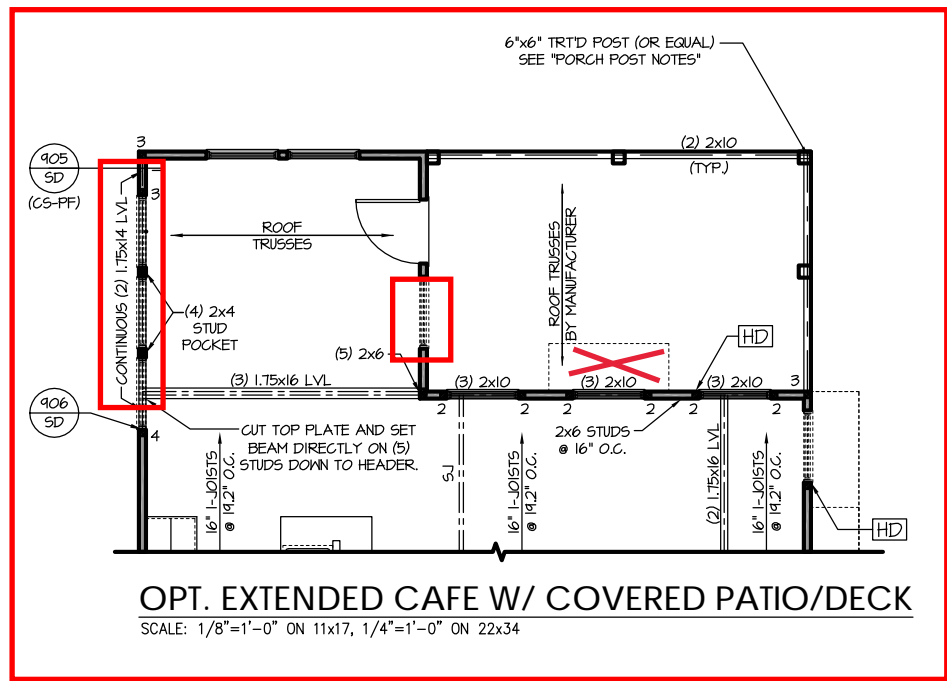 6"x6" TRT'D POST (OR EQUAL)
SEE "PORCH POST NOTES"
3
(2) 2x10
(TYP.)
905
SD
(CS-PF)
3
CONTINUOUS (2) 1.75x14 LVL
ROOF
TRUSSES
ROOF TRUSSES
BY MANUFACTURER
(4) 2x4
STUD
POCKET
HD
(5) 2x6
(3) 1.75x16 LVL
(3) 2x10
(3) 2x10
(3) 2x10
3
2
2
2
2
2
2
906
SD
4
CUT TOP PLATE AND SET
BEAM DIRECTLY ON (5)
STUDS DOWN TO HEADER.
2x6 STUDS
@ 16" O.C.
16" I-JOISTS
@ 19.2" O.C.
SJ
16" I-JOISTS
@ 19.2" O.C.
(2) 1.75x16 LVL
16" I-JOISTS
@ 19.2" O.C.
HD
OPT. EXTENDED CAFE W/ COVERED PATIO/DECK
SCALE: 1/8"=1'-0" ON 11x17, 1/4"=1'-0" ON 22x34